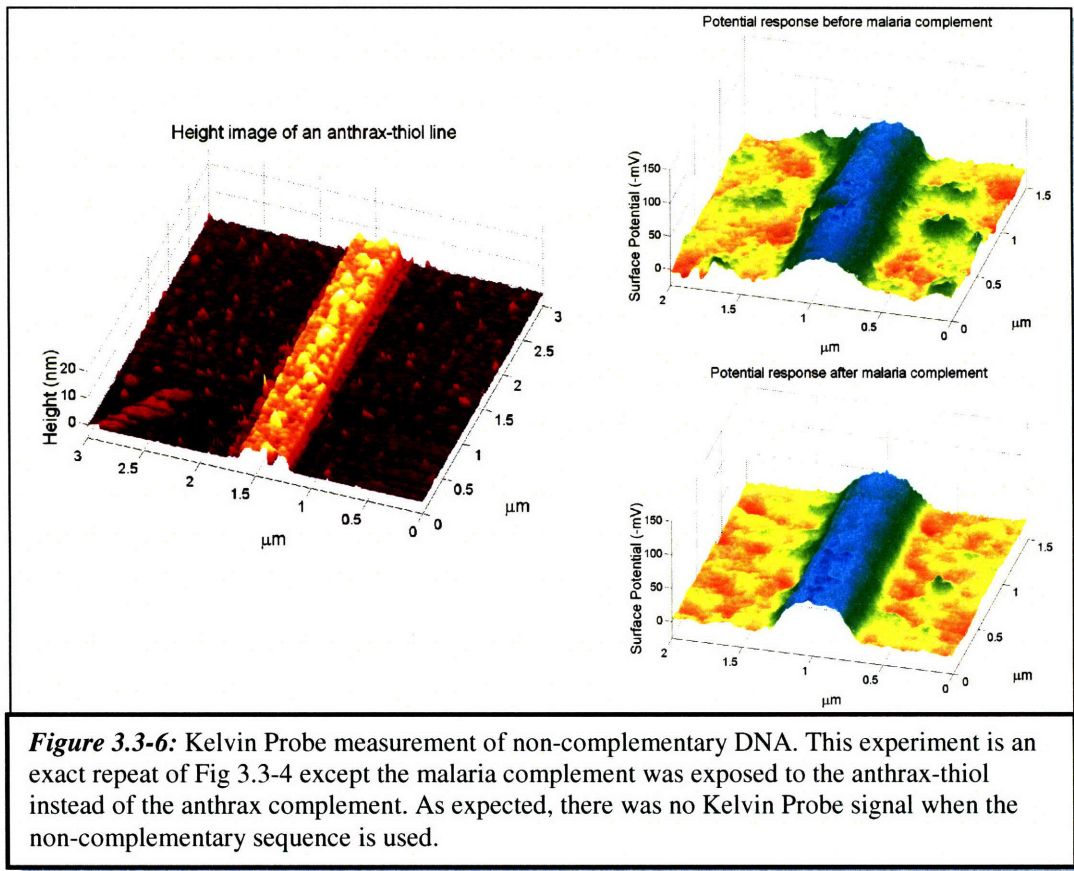 Height image of an anthrax-thiol line
Height (nm)
20
10
0
3
2.5
2
1.5
1
0.5
0
μm
0
0.5
1
1.5
2
2.5
3
μm
Potential response before malaria complement
Surface Potential (-mV)
150
100
50
0
2
1.5
1
0.5
0
μm
0
0.5
1
1.5
μm
Potential response after malaria complement
Surface Potential (-mV)
150
100
50
0
2
1.5
1
0.5
0
μm
0
0.5
1
1.5
μm
Figure 3.3-6: Kelvin Probe measurement of non-complementary DNA. This experiment is an
exact repeat of Fig 3.3-4 except the malaria complement was exposed to the anthrax-thiol
instead of the anthrax complement. As expected, there was no Kelvin Probe signal when the
non-complementary sequence is used.